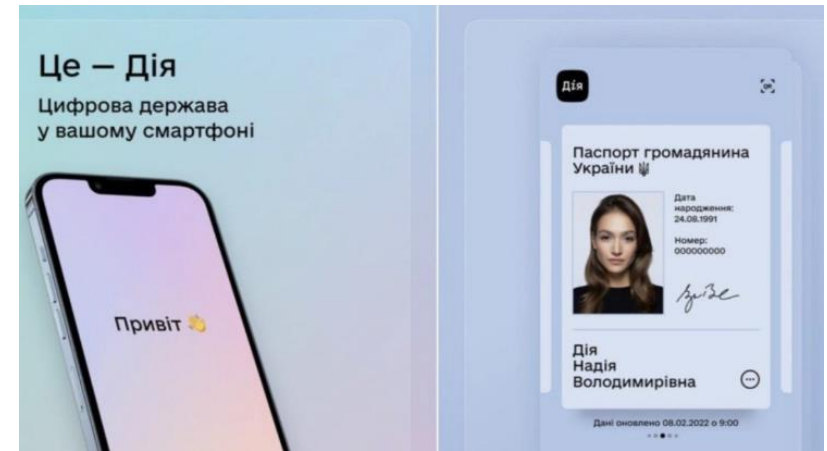 Це — Дія
Цифрова держава
у вашому смартфоні
Привіт 👋
Дія
Паспорт громадянина
України
Дата
народження:
24.08.1991
Номер:
000000000
Дія
Надія
Володимирівна
Дані оновлено 08.02.2022 о 9:00